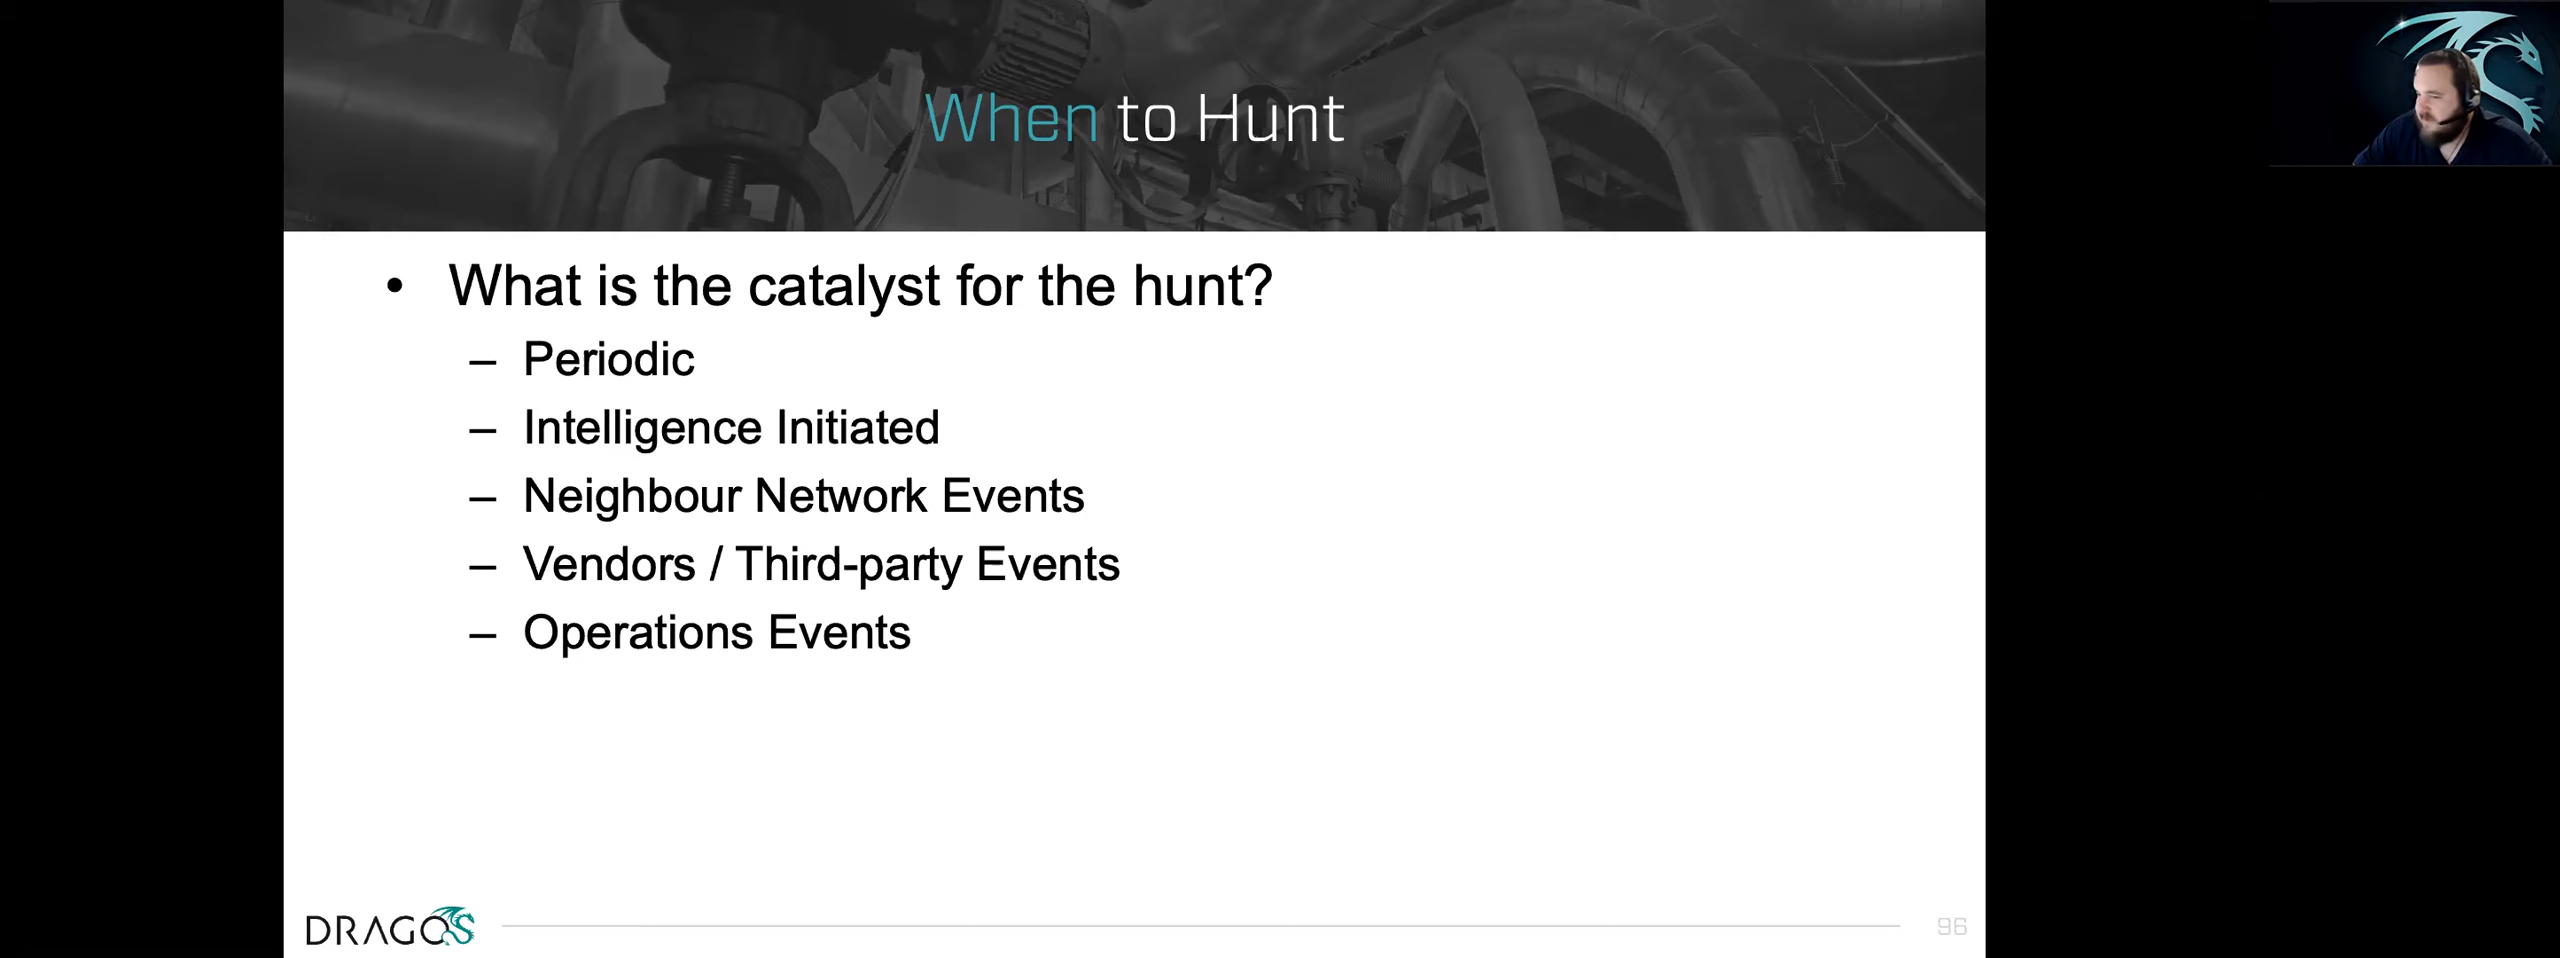 When to Hunt
• What is the catalyst for the hunt?
– Periodic
– Intelligence Initiated
– Neighbour Network Events
– Vendors / Third-party Events
– Operations Events
DRAGOS
96